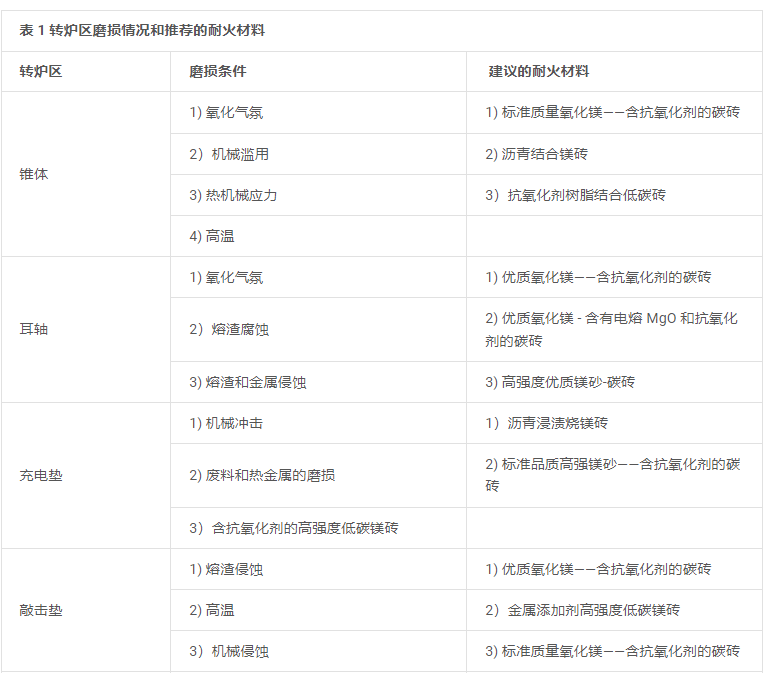 表 1 转炉区磨损情况和推荐的耐火材料
转炉区 磨损条件 建议的耐火材料
锥体
1) 氧化气氛 1) 标准质量氧化镁——含抗氧化剂的碳砖
2）机械滥用 2) 沥青结合镁砖
3) 热机械应力 3）抗氧化剂树脂结合低碳砖
4) 高温
耳轴
1) 氧化气氛 1) 优质氧化镁——含抗氧化剂的碳砖
2）熔渣腐蚀 2) 优质氧化镁 - 含有电熔 MgO 和抗氧化
剂的碳砖
3) 熔渣和金属侵蚀 3) 高强度优质镁砂-碳砖
充电垫
1) 机械冲击 1）沥青浸渍烧镁砖
2) 废料和热金属的磨损 2) 标准品质高强镁砂——含抗氧化剂的碳
砖
3）含抗氧化剂的高强度低碳镁砖
敲击垫
1) 熔渣侵蚀 1) 优质氧化镁——含抗氧化剂的碳砖
2) 高温 2）金属添加剂高强度低碳镁砖
3）机械侵蚀 3) 标准质量氧化镁——含抗氧化剂的碳砖